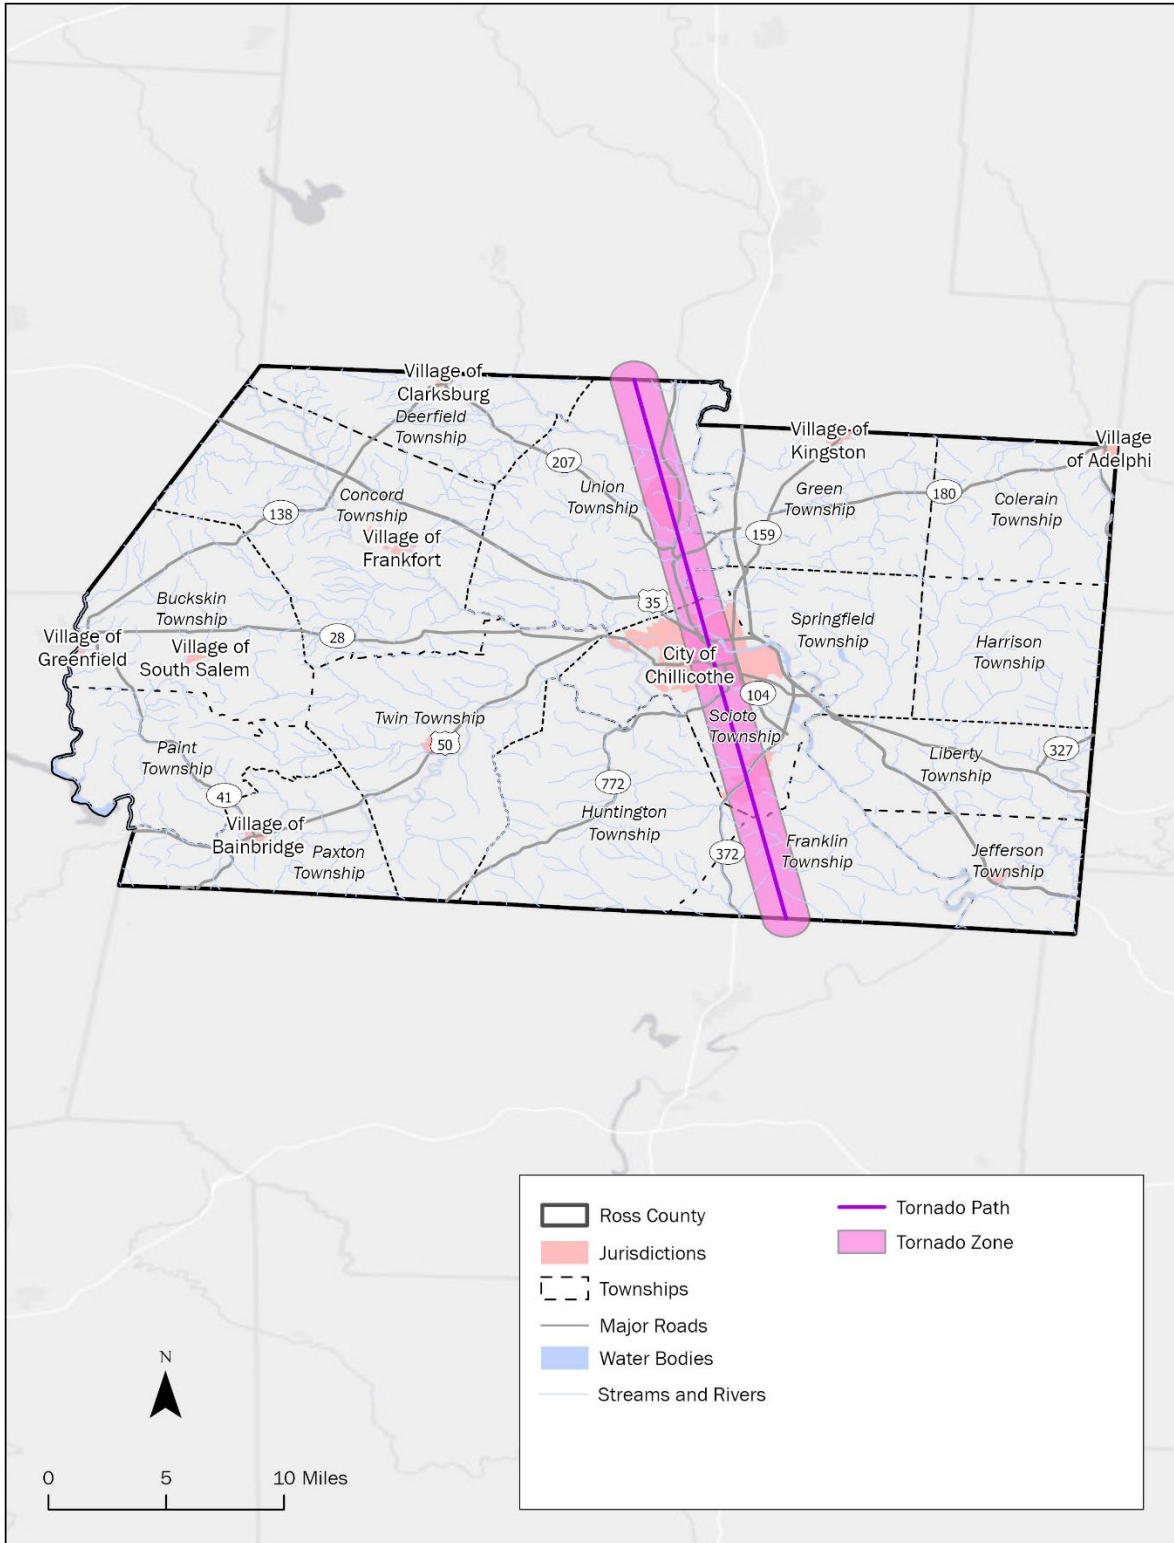 Village of
Clarksburg
Deerfield
Township
207
Union
Township
Village of
Kingston
Village
of Adelphi
Green
Township
180
Colerain
Township
159
138
Concord
Township
Village of
Frankfort
Buckskin
Township
35
Springfield
Township
Harrison
Township
Village of
Greenfield
28
Village of
South Salem
City of
Chillicothe
104
Scioto
Township
Twin Township
50
Liberty
Township
327
Paint
Township
41
772
Huntington
Township
Village of
Bainbridge
Paxton
Township
372
Franklin
Township
Jefferson
Township
Ross County
Jurisdictions
Townships
Major Roads
Water Bodies
Streams and Rivers
Tornado Path
Tornado Zone
N
0 5 10 Miles